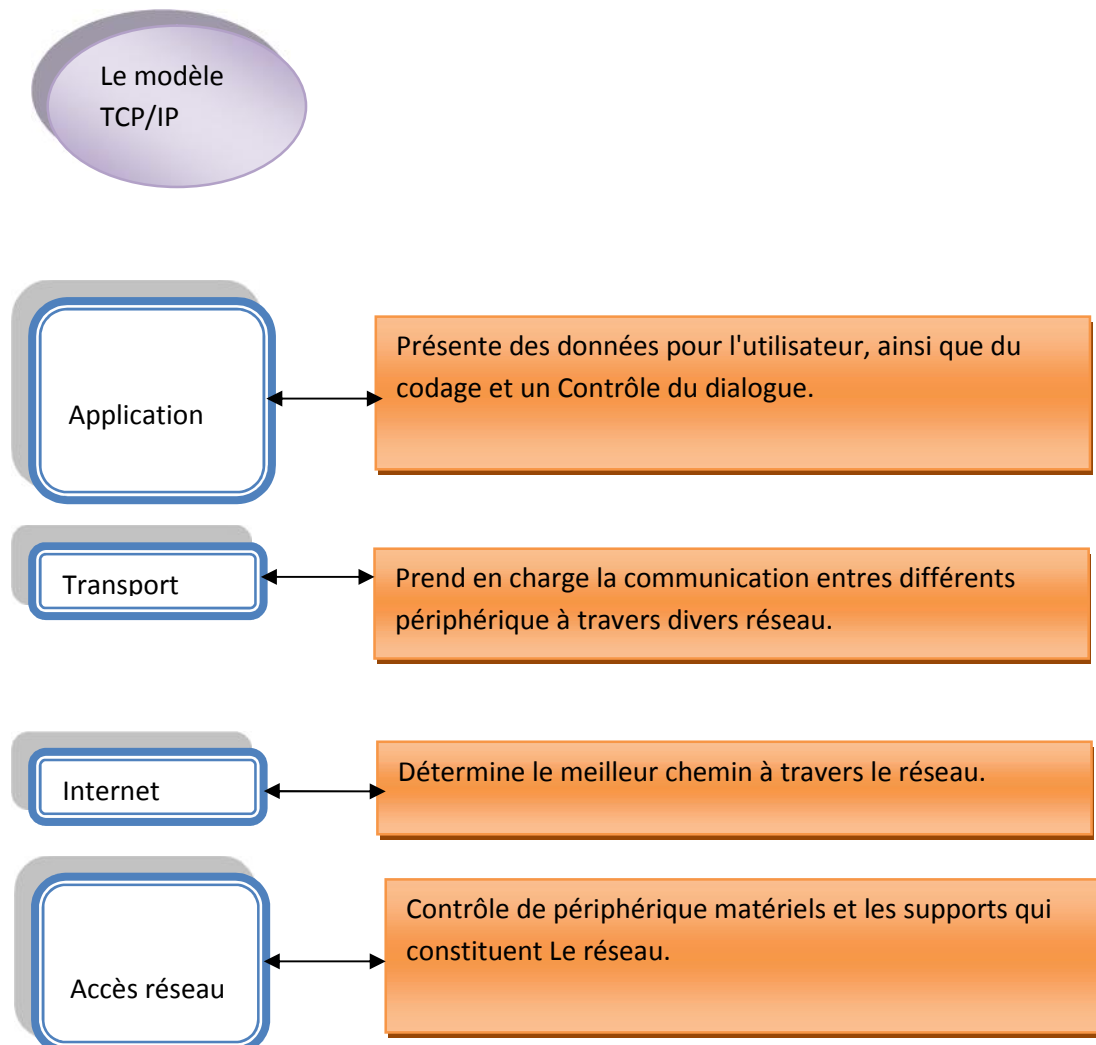 Le modèle
TCP/IP
Application
Présente des données pour l'utilisateur, ainsi que du
codage et un Contrôle du dialogue.
Transport
Prend en charge la communication entres différents
périphérique à travers divers réseau.
Internet
Détermine le meilleur chemin à travers le réseau.
Accès réseau
Contrôle de périphérique matériels et les supports qui
constituent Le réseau.